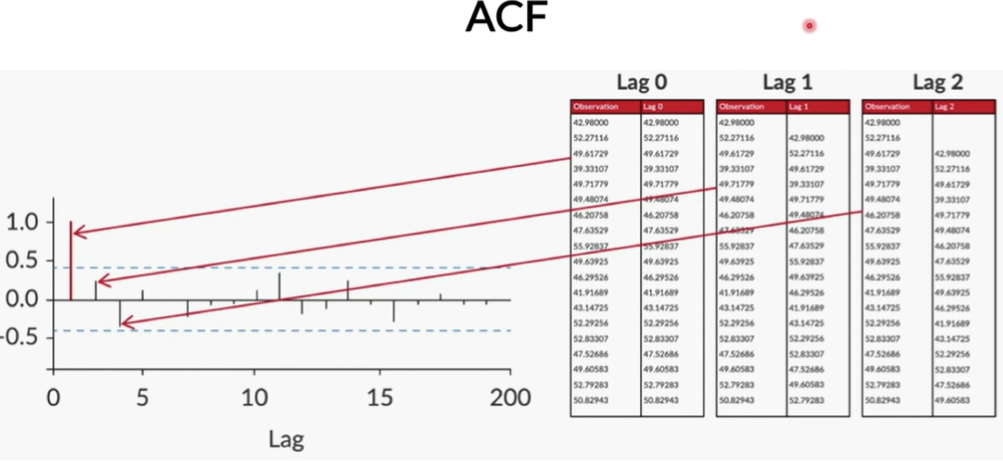 ACF
Lag 0 Lag 1 Lag 2
Observation Lag 0 Observation Lag 1 Observation Lag 2
42.98000 42.98000 42.98000 42.98000
52.27116 52.27116 52.27116 42.98000 52.27116
49.61729 49.61729 49.61729 52.27116 49.61729 42.98000
39.33107 39.33107 39.33107 49.61729 39.33107 52.27116
49.71779 49.71779 49.71779 39.33107 49.71779 49.61729
49.48074 49.48074 49.48074 49.71779 49.48074 39.33107
46.20758 46.20758 46.20758 49.48074 46.20758 49.71779
47.63529 47.63529 47.63529 46.20758 47.63529 49.48074
55.92837 55.92837 55.92837 47.63529 55.92837 46.20758
49.63925 49.63925 49.63925 55.92837 49.63925 47.63529
46.29526 46.29526 46.29526 49.63925 46.29526 55.92837
41.91689 41.91689 41.91689 46.29526 41.91689 49.63925
43.14725 43.14725 43.14725 41.91689 43.14725 46.29526
52.29256 52.29256 52.29256 43.14725 52.29256 41.91689
52.83307 52.83307 52.83307 52.29256 52.83307 43.14725
47.52686 47.52686 47.52686 52.83307 47.52686 52.29256
49.60583 49.60583 49.60583 47.52686 49.60583 52.83307
52.79283 52.79283 52.79283 49.60583 52.79283 47.52686
50.82943 50.82943 50.82943 52.79283 50.82943 49.60583
1.0
0.5
0.0
-0.5
0 5 10 15 200
Lag